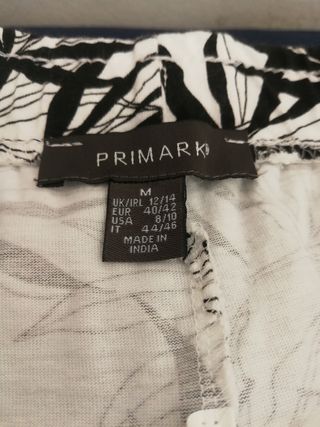 PRIMARK
M
UK/IRL 12/14
EUR 40/42
USA 8/10
IT 44/46
MADE IN
INDIA